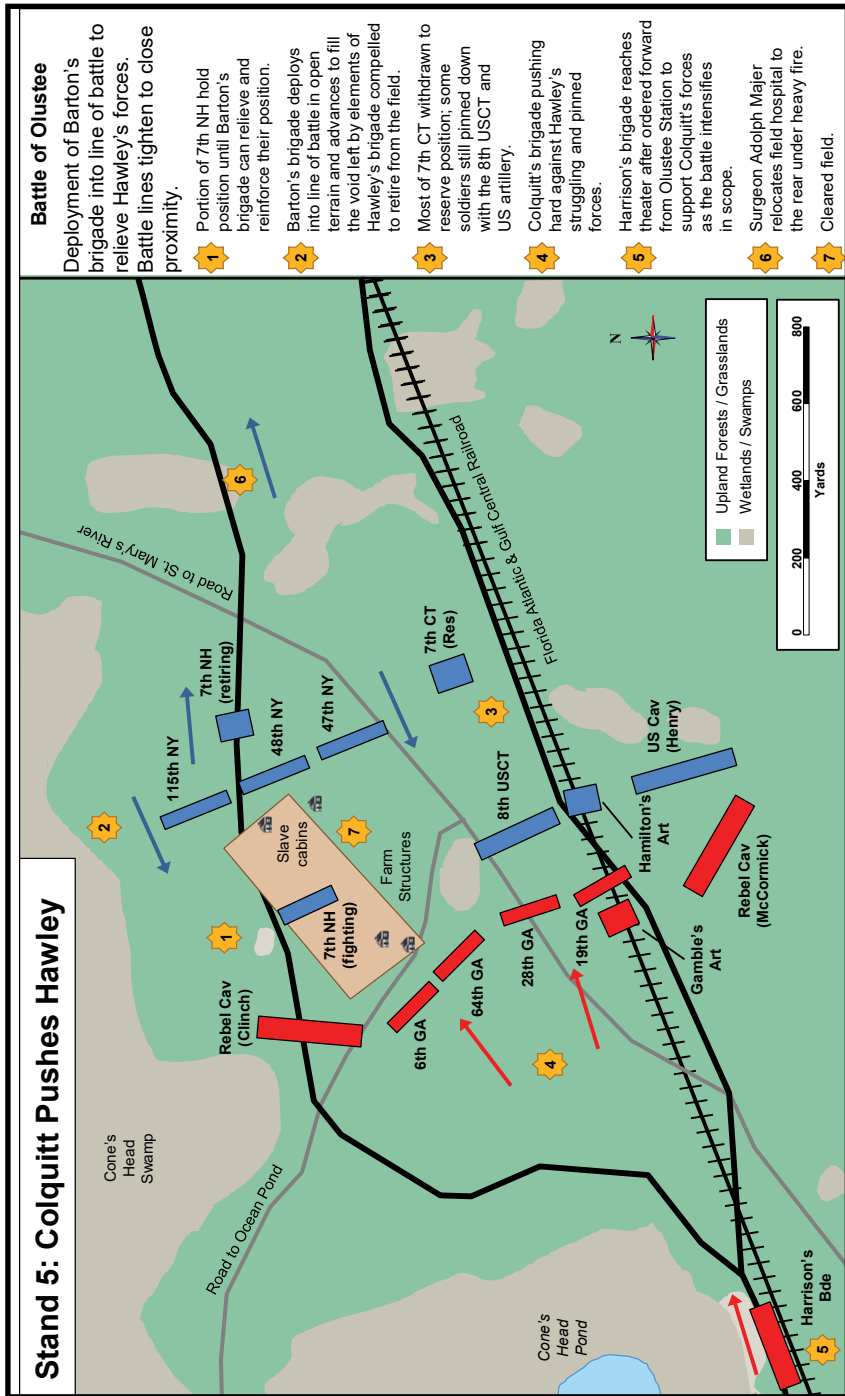 Stand 5: Colquitt Pushes Hawley
Cone's
Head
Swamp
Road to Ocean Pond
Cone's
Head
Pond
Rebel Cav
(Clinch)
1
2
115th NY
7th NH
(retiring)
48th NY
47th NY
Slave
cabins
7
Farm
Structures
7th NH
(fighting)
6
Road to St. Mary's River
7th CT
(Res)
3
8th USCT
6th GA
64th GA
28th GA
19th GA
4
Florida Atlantic & Gulf Central Railroad
US Cav
(Henry)
Hamilton's
Art
Rebel Cav
(McCormick)
Gamble's
Art
Harrison's
Bde
5
N
Upland Forests / Grasslands
Wetlands / Swamps
0 200 400 600 800
Yards
Battle of Olustee
Deployment of Barton's
brigade into line of battle to
relieve Hawley's forces.
Battle lines tighten to close
proximity.
1 Portion of 7th NH hold
position until Barton's
brigade can relieve and
reinforce their position.
2 Barton's brigade deploys
into line of battle in open
terrain and advances to fill
the void left by elements of
Hawley's brigade compelled
to retire from the field.
3 Most of 7th CT withdrawn to
reserve position; some
soldiers still pinned down
with the 8th USCT and
US artillery.
4 Colquitt's brigade pushing
hard against Hawley's
struggling and pinned
forces.
5 Harrison's brigade reaches
theater after ordered forward
from Olustee Station to
support Colquitt's forces
as the battle intensifies
in scope.
6 Surgeon Adolph Majer
relocates field hospital to
the rear under heavy fire.
7 Cleared field.